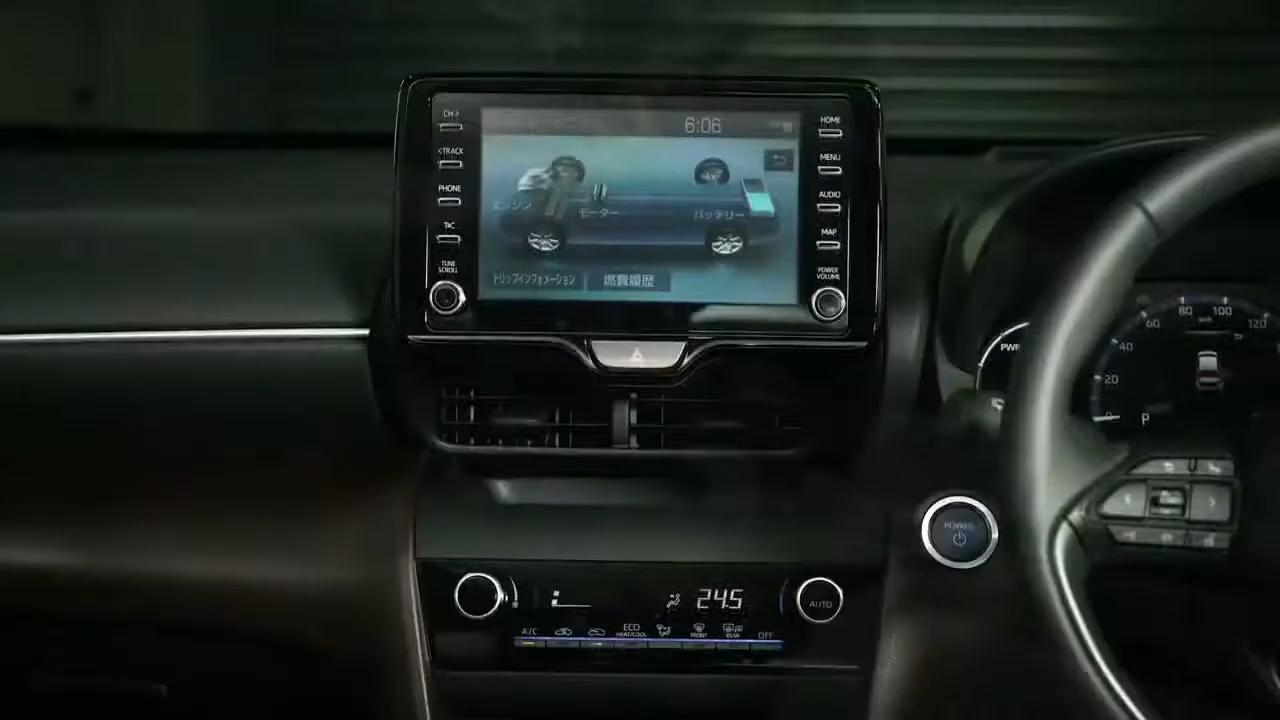 CH>
<TRACK
PHONE
T&C
TUNE
SCROLL
6:06
エンジン
モーター
バッテリー
トリップインフォメーション
燃費履歴
HOME
MENU
AUDIO
MAP
POWER
VOLUME
PWR
0
20
40
60
80
100
120
P
POWER
24.5
AUTO
A/C
ECO
HEAT/COOL
FRONT
REAR
OFF